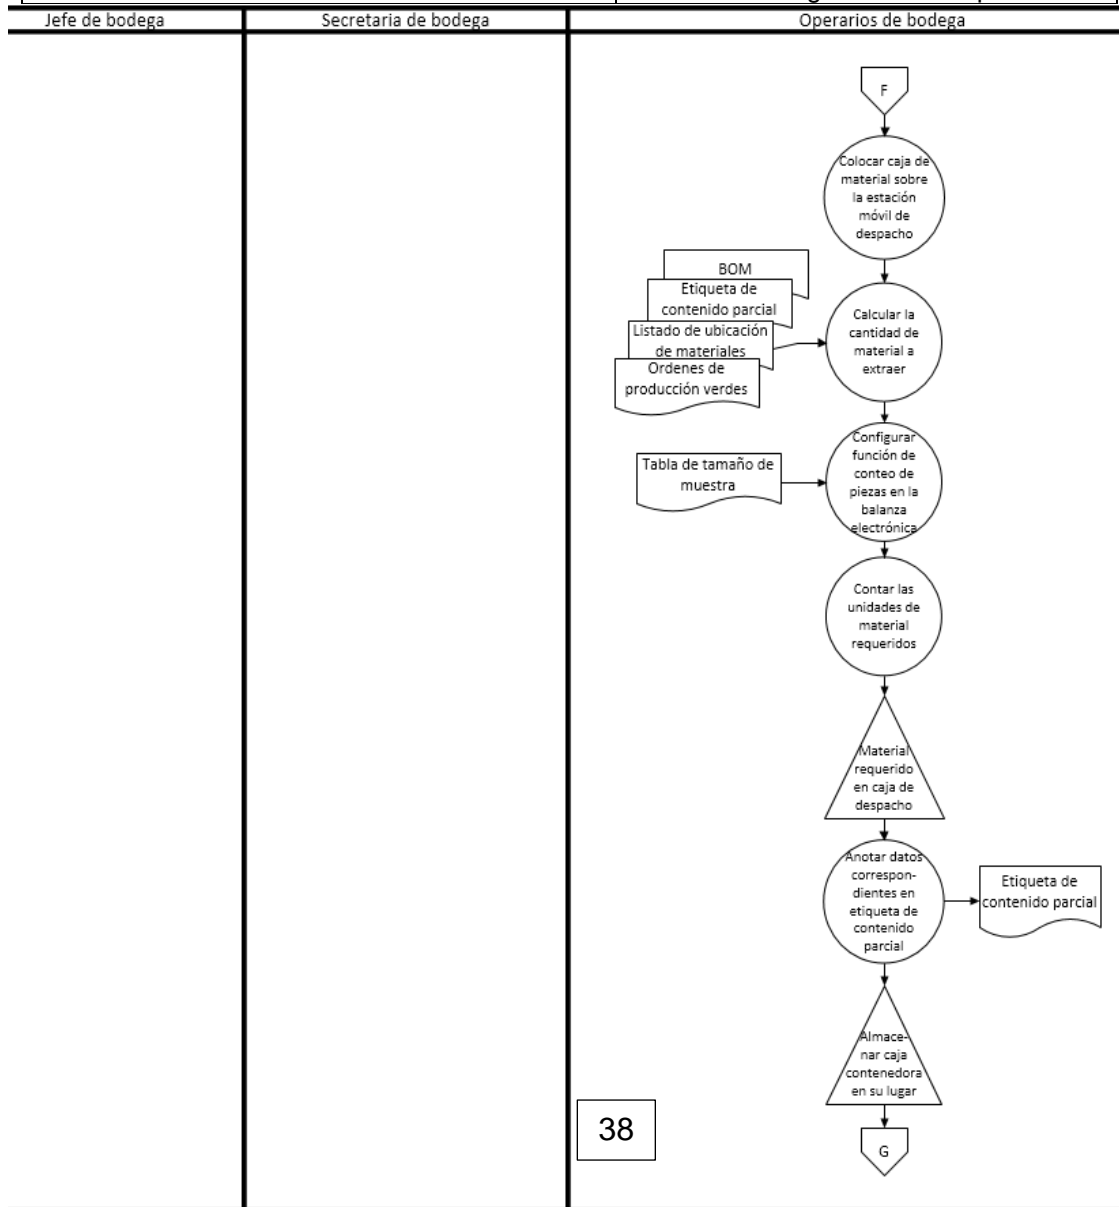 Jefe de bodega
Secretaria de bodega
Operarios de bodega
F
Colocar caja de
material sobre
la estación
móvil de
despacho
BOM
Etiqueta de
contenido parcial
Listado de ubicación
de materiales
Ordenes de
producción verdes
Calcular la
cantidad de
material a
extraer
Tabla de tamaño de
muestra
Configurar
función de
conteo de
piezas en la
balanza
electrónica
Contar las
unidades de
material
requeridos
Material
requerido
en caja de
despacho
Anotar datos
correspon-
dientes en
etiqueta de
contenido
parcial
Etiqueta de
contenido parcial
Almace-
nar caja
contenedora
en su lugar
38
G